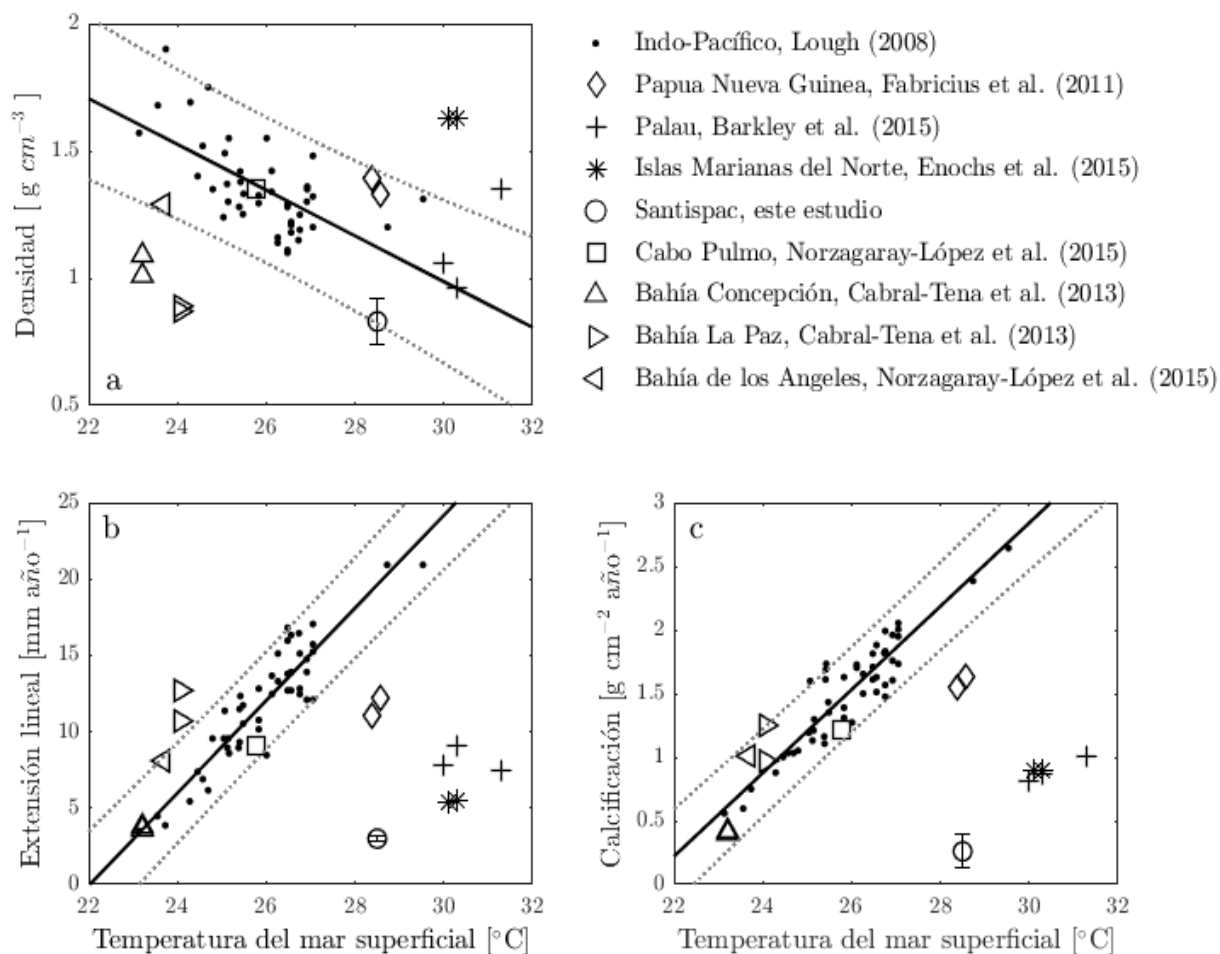 2
1.5
1
0.5
Densidad [ g cm⁻³ ]
a
22 24 26 28 30 32
Indo-Pacífico, Lough (2008)
Papua Nueva Guinea, Fabricius et al. (2011)
Palau, Barkley et al. (2015)
Islas Marianas del Norte, Enochs et al. (2015)
Santispac, este estudio
Cabo Pulmo, Norzagaray-López et al. (2015)
Bahía Concepción, Cabral-Tena et al. (2013)
Bahía La Paz, Cabral-Tena et al. (2013)
Bahía de los Angeles, Norzagaray-López et al. (2015)
25
20
15
10
5
0
Extensión lineal [mm año⁻¹]
b
22 24 26 28 30 32
Temperatura del mar superficial [°C]
3
2.5
2
1.5
1
0.5
0
Calcificación [g cm⁻² año⁻¹]
c
22 24 26 28 30 32
Temperatura del mar superficial [°C]